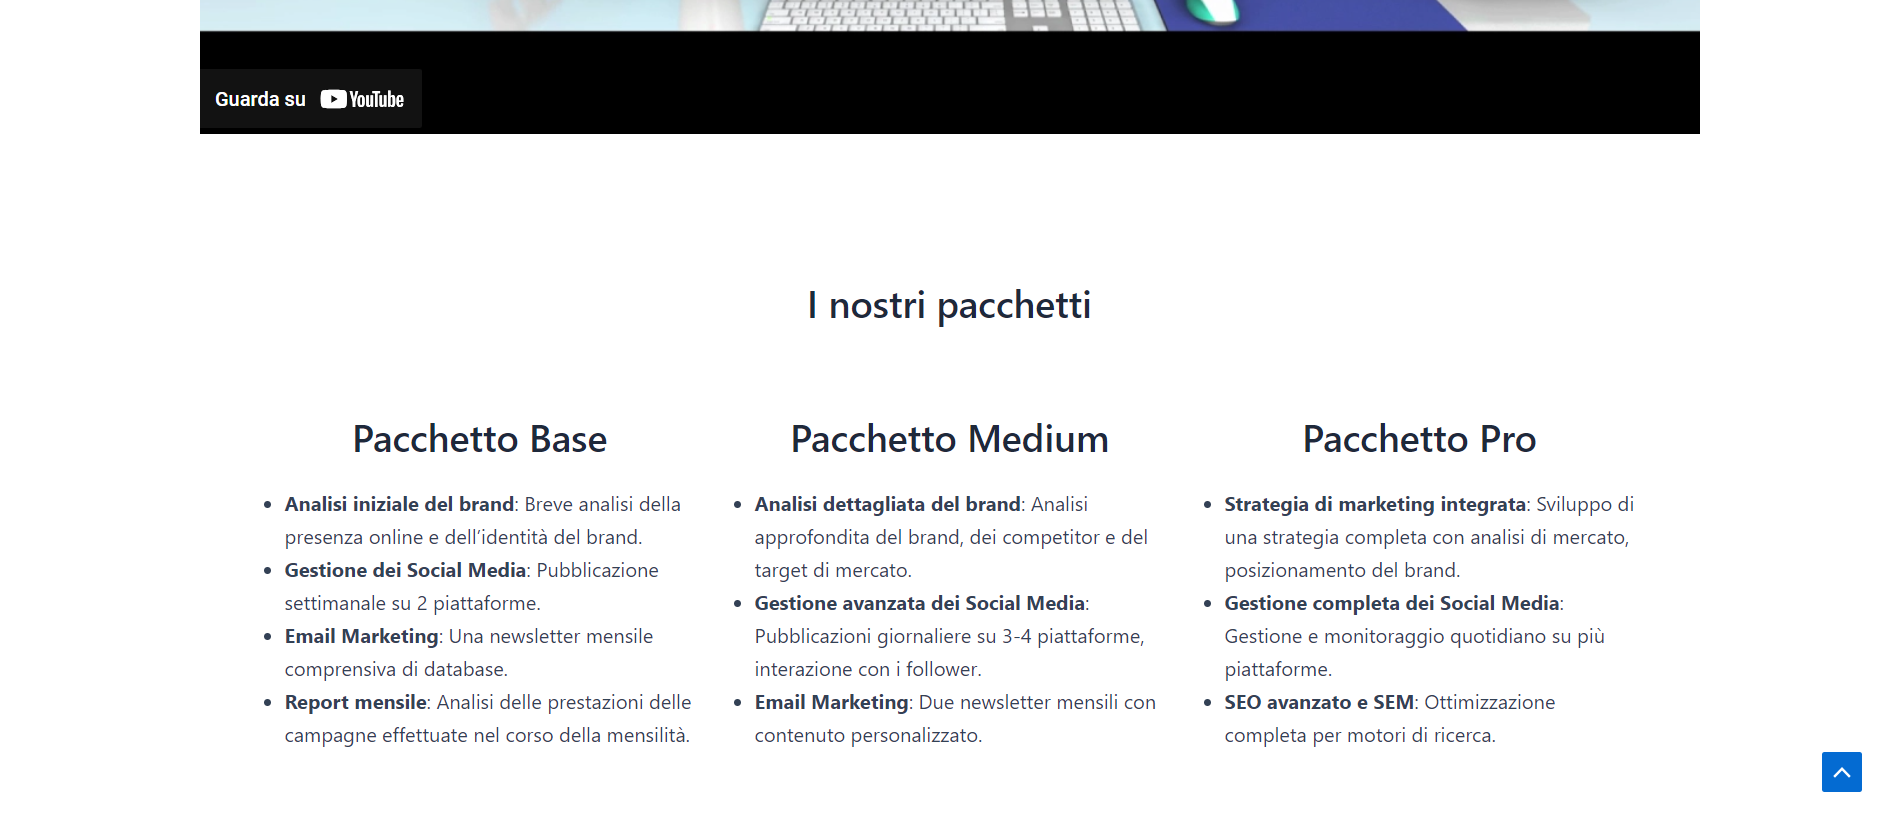 Guarda su YouTube
I nostri pacchetti
Pacchetto Base
Analisi iniziale del brand: Breve analisi della
presenza online e dell’identità del brand.
Gestione dei Social Media: Pubblicazione
settimanale su 2 piattaforme.
Email Marketing: Una newsletter mensile
comprensiva di database.
Report mensile: Analisi delle prestazioni delle
campagne effettuate nel corso della mensilità.
Pacchetto Medium
Analisi dettagliata del brand: Analisi
approfondita del brand, dei competitor e del
target di mercato.
Gestione avanzata dei Social Media:
Pubblicazioni giornaliere su 3-4 piattaforme,
interazione con i follower.
Email Marketing: Due newsletter mensili con
contenuto personalizzato.
Pacchetto Pro
Strategia di marketing integrata: Sviluppo di
una strategia completa con analisi di mercato,
posizionamento del brand.
Gestione completa dei Social Media:
Gestione e monitoraggio quotidiano su più
piattaforme.
SEO avanzato e SEM: Ottimizzazione
completa per motori di ricerca.